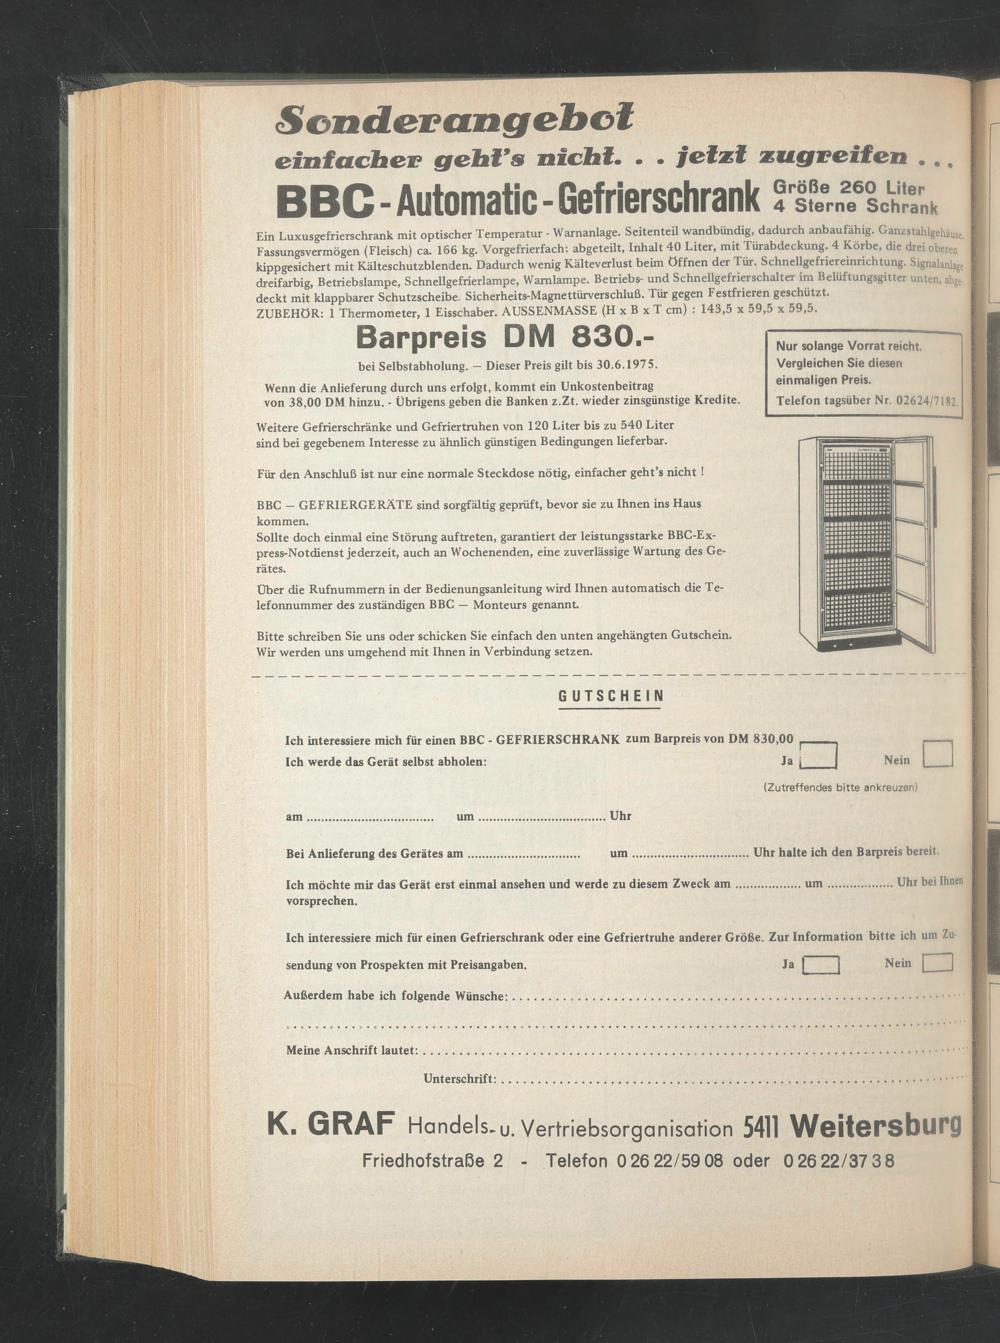 Sonderangebot
einfacher geht's nicht. . . jetzt zugreifen . . .
BBC - Automatic - Gefrierschrank Größe 260 Liter
4 Sterne Schrank
Ein Luxusgefrierschrank mit optischer Temperatur - Warnanlage. Seitenteil wandbündig, dadurch anbaufähig. Ganzstahlgehäuse.
Fassungsvermögen (Fleisch) ca. 166 kg. Vorgefrierfach: abgeteilt, Inhalt 40 Liter, mit Türabdeckung. 4 Körbe, die drei oberen
kippgesichert mit Kälteschutzblenden. Dadurch wenig Kälteverlust beim Öffnen der Tür. Schnellgefriereinrichtung. Signalanlage
dreifarbig, Betriebslampe, Schnellgefrierlampe, Warnlampe. Betriebs- und Schnellgefrierschalter im Belüftungsgitter unten, abge-
deckt mit klappbarer Schutzscheibe. Sicherheits-Magnettürverschluß. Tür gegen Festfrieren geschützt.
ZUBEHÖR: 1 Thermometer, 1 Eisschaber. AUSSENMASSE (H x B x T cm) : 143,5 x 59,5 x 59,5.
Barpreis DM 830.-
bei Selbstabholung. — Dieser Preis gilt bis 30.6.1975.
Wenn die Anlieferung durch uns erfolgt, kommt ein Unkostenbeitrag
von 38,00 DM hinzu. - Übrigens geben die Banken z.Zt. wieder zinsgünstige Kredite.
Nur solange Vorrat reicht.
Vergleichen Sie diesen
einmaligen Preis.
Telefon tagsüber Nr. 02624/7182.
Weitere Gefrierschränke und Gefriertruhen von 120 Liter bis zu 540 Liter
sind bei gegebenem Interesse zu ähnlich günstigen Bedingungen lieferbar.
Für den Anschluß ist nur eine normale Steckdose nötig, einfacher geht's nicht !
BBC — GEFRIERGERÄTE sind sorgfältig geprüft, bevor sie zu Ihnen ins Haus
kommen.
Sollte doch einmal eine Störung auftreten, garantiert der leistungsstarke BBC-Ex-
press-Notdienst jederzeit, auch an Wochenenden, eine zuverlässige Wartung des Ge-
rätes.
Über die Rufnummern in der Bedienungsanleitung wird Ihnen automatisch die Te-
lefonnummer des zuständigen BBC — Monteurs genannt.
Bitte schreiben Sie uns oder schicken Sie einfach den unten angehängten Gutschein.
Wir werden uns umgehend mit Ihnen in Verbindung setzen.
GUTSCHEIN
Ich interessiere mich für einen BBC - GEFRIERSCHRANK zum Barpreis von DM 830,00
Ich werde das Gerät selbst abholen: Ja Nein
(Zutreffendes bitte ankreuzen)
am .................................. um .................................. Uhr
Bei Anlieferung des Gerätes am .............................. um ............................... Uhr halte ich den Barpreis bereit.
Ich möchte mir das Gerät erst einmal ansehen und werde zu diesem Zweck am .................. um .................. Uhr bei Ihnen
vorsprechen.
Ich interessiere mich für einen Gefrierschrank oder eine Gefriertruhe anderer Größe. Zur Information bitte ich um Zu-
sendung von Prospekten mit Preisangaben. Ja Nein
Außerdem habe ich folgende Wünsche: . . . . . . . . . . . . . . . . . . . . . . . . . . . . . .
. . . . . . . . . . . . . . . . . . . . . . . . . . . . . . . . . . . . . . . . . . . .
Meine Anschrift lautet: . . . . . . . . . . . . . . . . . . . . . . . . . . . . . . . . . . .
Unterschrift: . . . . . . . . . . . . . . . . . . . . . . . . . . . . . .
K. GRAF Handels- u. Vertriebsorganisation 5411 Weitersburg
Friedhofstraße 2 - Telefon 0 26 22/59 08 oder 0 26 22/37 3 8